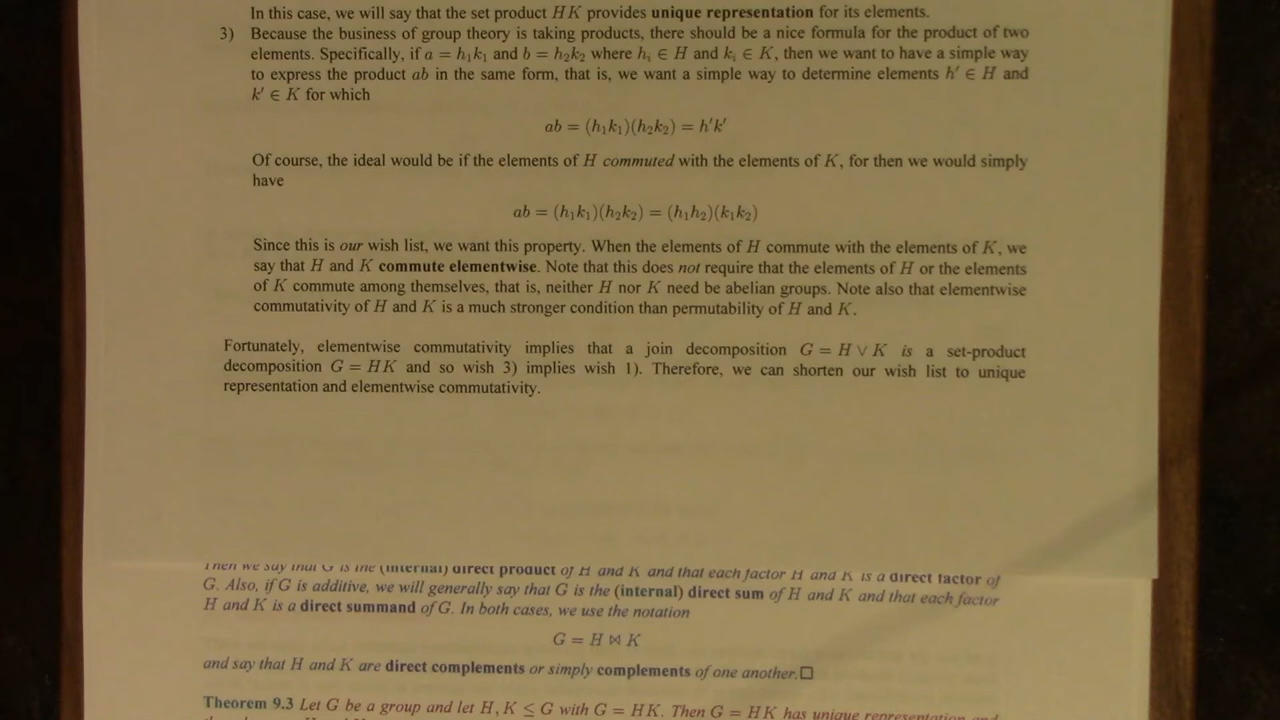 In this case, we will say that the set product HK provides unique representation for its elements.
3) Because the business of group theory is taking products, there should be a nice formula for the product of two
elements. Specifically, if a = h₁k₁ and b = h₂k₂ where hᵢ ∈ H and kᵢ ∈ K, then we want to have a simple way
to express the product ab in the same form, that is, we want a simple way to determine elements h′ ∈ H and
k′ ∈ K for which
ab = (h₁k₁)(h₂k₂) = h′k′
Of course, the ideal would be if the elements of H commuted with the elements of K, for then we would simply
have
ab = (h₁k₁)(h₂k₂) = (h₁h₂)(k₁k₂)
Since this is our wish list, we want this property. When the elements of H commute with the elements of K, we
say that H and K commute elementwise. Note that this does not require that the elements of H or the elements
of K commute among themselves, that is, neither H nor K need be abelian groups. Note also that elementwise
commutativity of H and K is a much stronger condition than permutability of H and K.
Fortunately, elementwise commutativity implies that a join decomposition G = H ∨ K is a set-product
decomposition G = HK and so wish 3) implies wish 1). Therefore, we can shorten our wish list to unique
representation and elementwise commutativity.
Then we say that G is the (internal) direct product of H and K and that each factor H and K is a direct factor of
G. Also, if G is additive, we will generally say that G is the (internal) direct sum of H and K and that each factor
H and K is a direct summand of G. In both cases, we use the notation
G = H ⋈ K
and say that H and K are direct complements or simply complements of one another.□
Theorem 9.3 Let G be a group and let H, K ≤ G with G = HK. Then G = HK has unique representation and